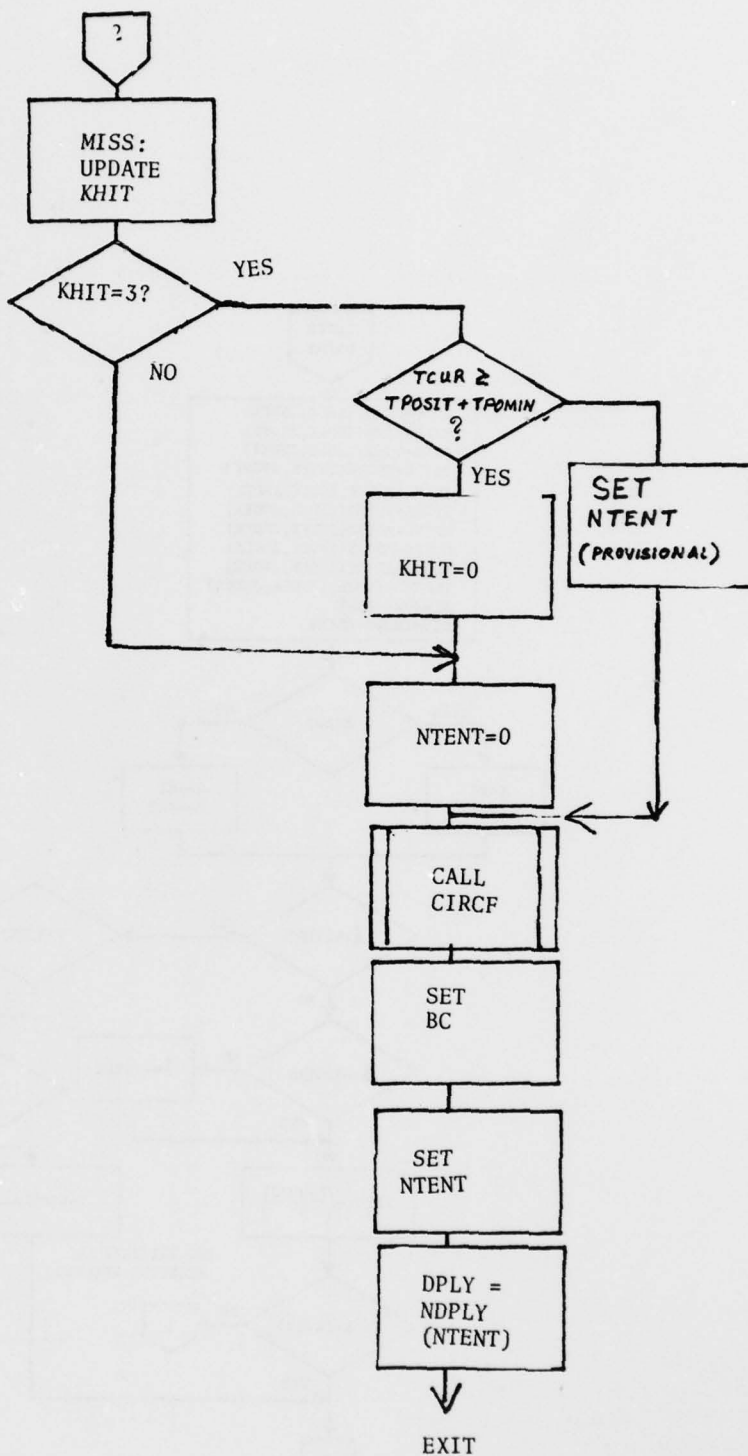 2
MISS:
UPDATE
KHIT
KHIT=3?
YES
NO
TCUR ≥
TPOSIT + TPOMIN
?
YES
SET
NTENT
(PROVISIONAL)
KHIT=0
NTENT=0
CALL
CIRCF
SET
BC
SET
NTENT
DPLY =
NDPLY
(NTENT)
EXIT